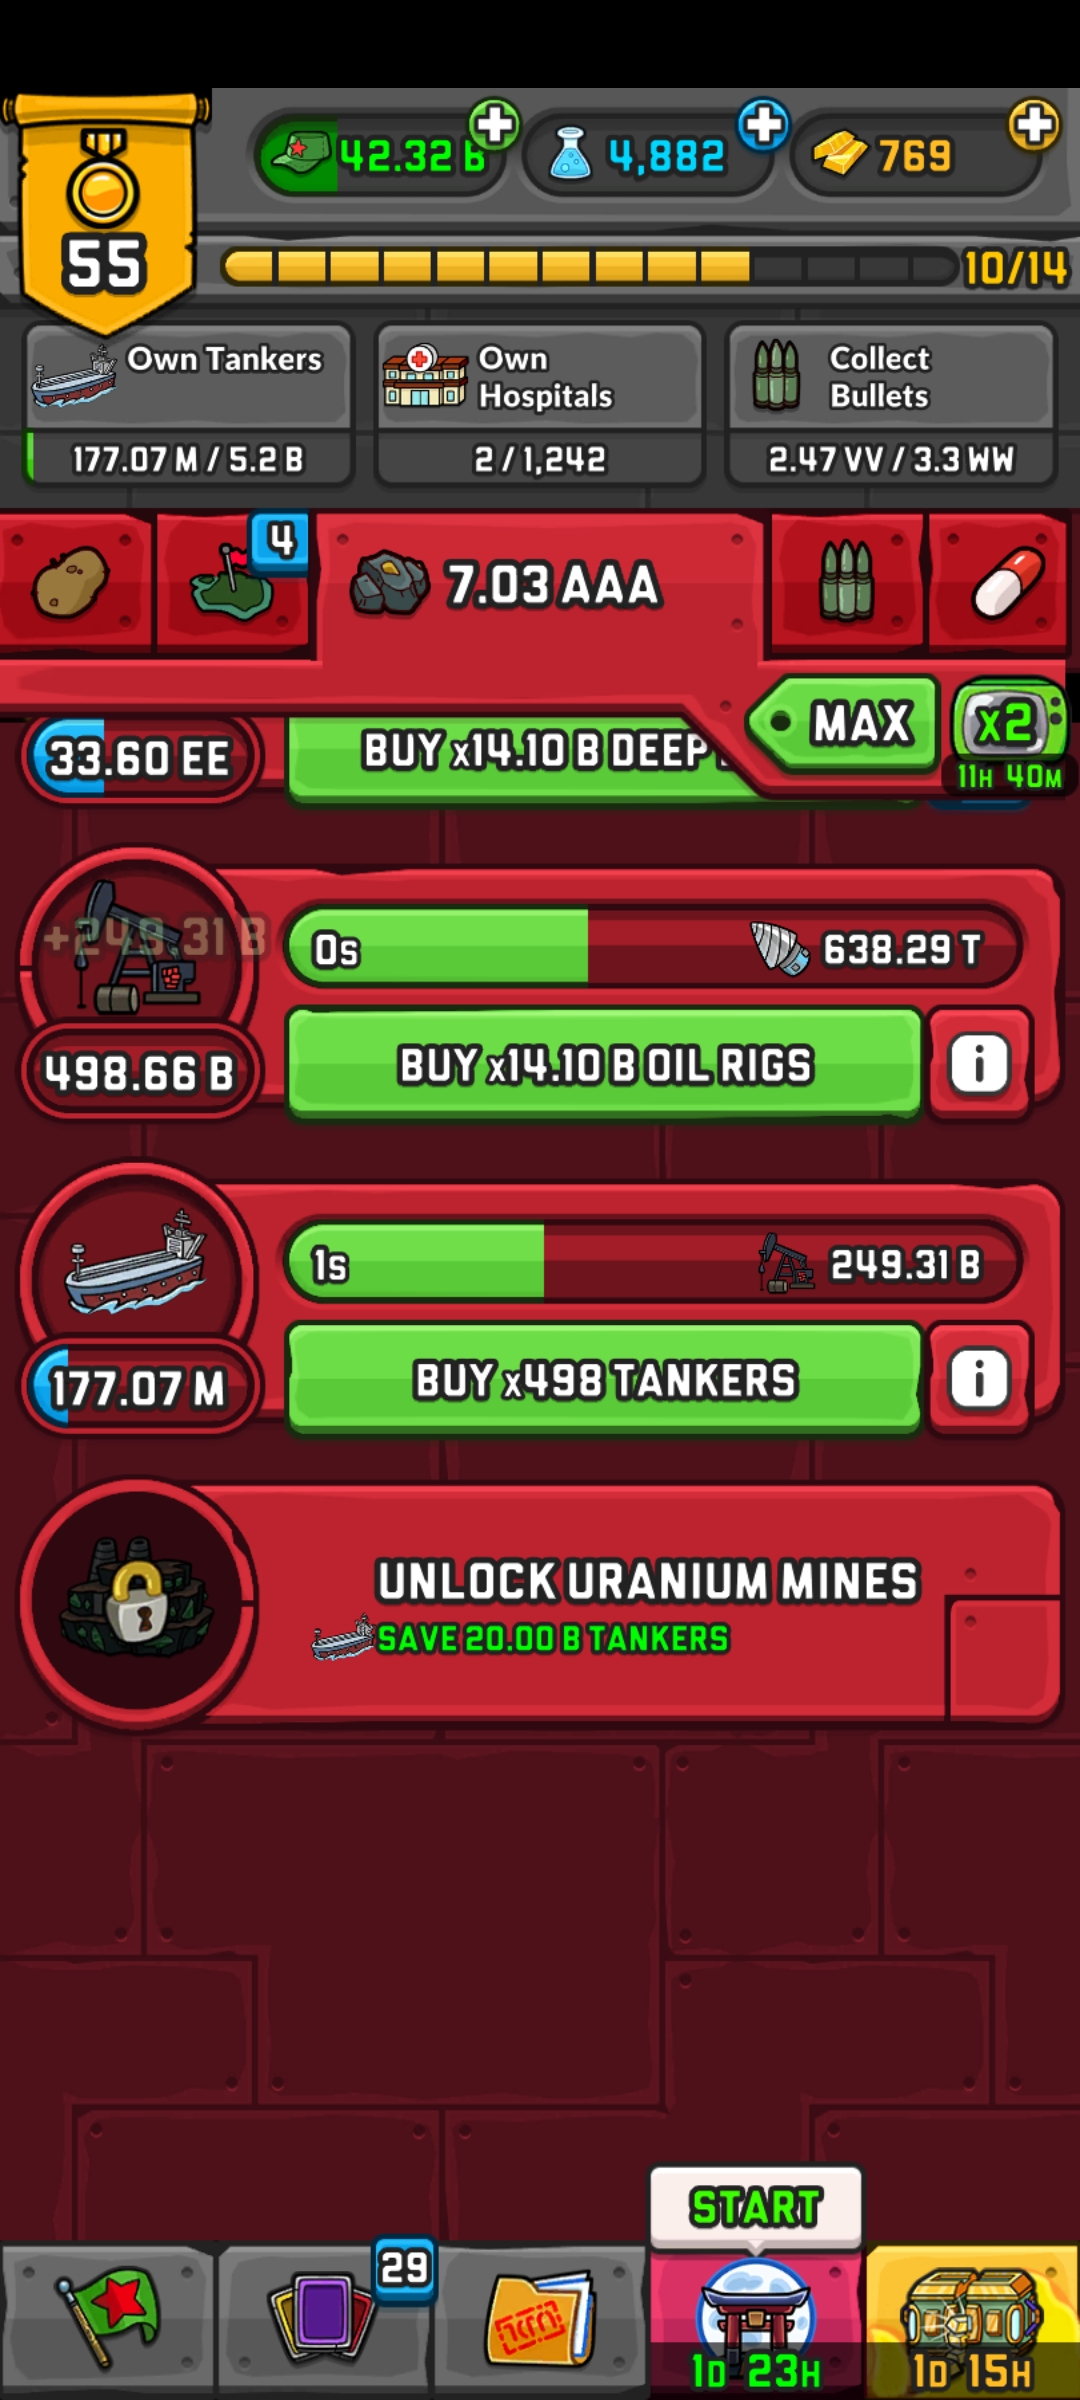 42.32 B
4,882
769
55
10/14
Own Tankers
177.07 M / 5.2 B
Own
Hospitals
2 / 1,242
Collect
Bullets
2.47 VV / 3.3 WW
4
7.03 AAA
MAX
x2
11H 40M
33.60 EE
BUY x14.10 B DEEP
+249.31 B
0s
638.29 T
498.66 B
BUY x14.10 B OIL RIGS
i
1s
249.31 B
177.07 M
BUY x498 TANKERS
i
UNLOCK URANIUM MINES
SAVE 20.00 B TANKERS
START
29
1D 23H
1D 15H